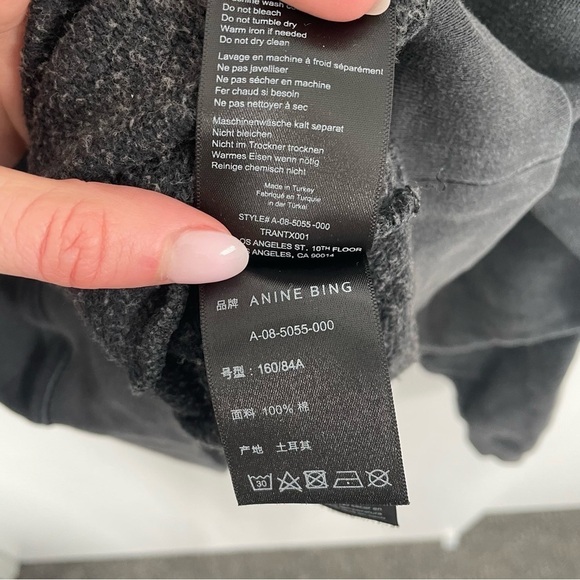 Do not bleach
Do not tumble dry
Warm iron if needed
Do not dry clean
Lavage en machine à froid séparément
Ne pas javelliser
Ne pas sécher en machine
Fer chaud si besoin
Ne pas nettoyer à sec
Maschinenwäsche kalt separat
Nicht bleichen
Nicht im Trockner trocknen
Warmes Eisen wenn nötig
Reinige chemisch nicht
Made in Turkey
Fabriqué en Turquie
in der Türkal
STYLE# A-08-5055-000
TRANTX001
OS ANGELES ST. 10TH FLOOR
ANGELES, CA 90014
品牌 ANINE BING
A-08-5055-000
号型：160/84A
面料 100% 棉
产地 土耳其
30